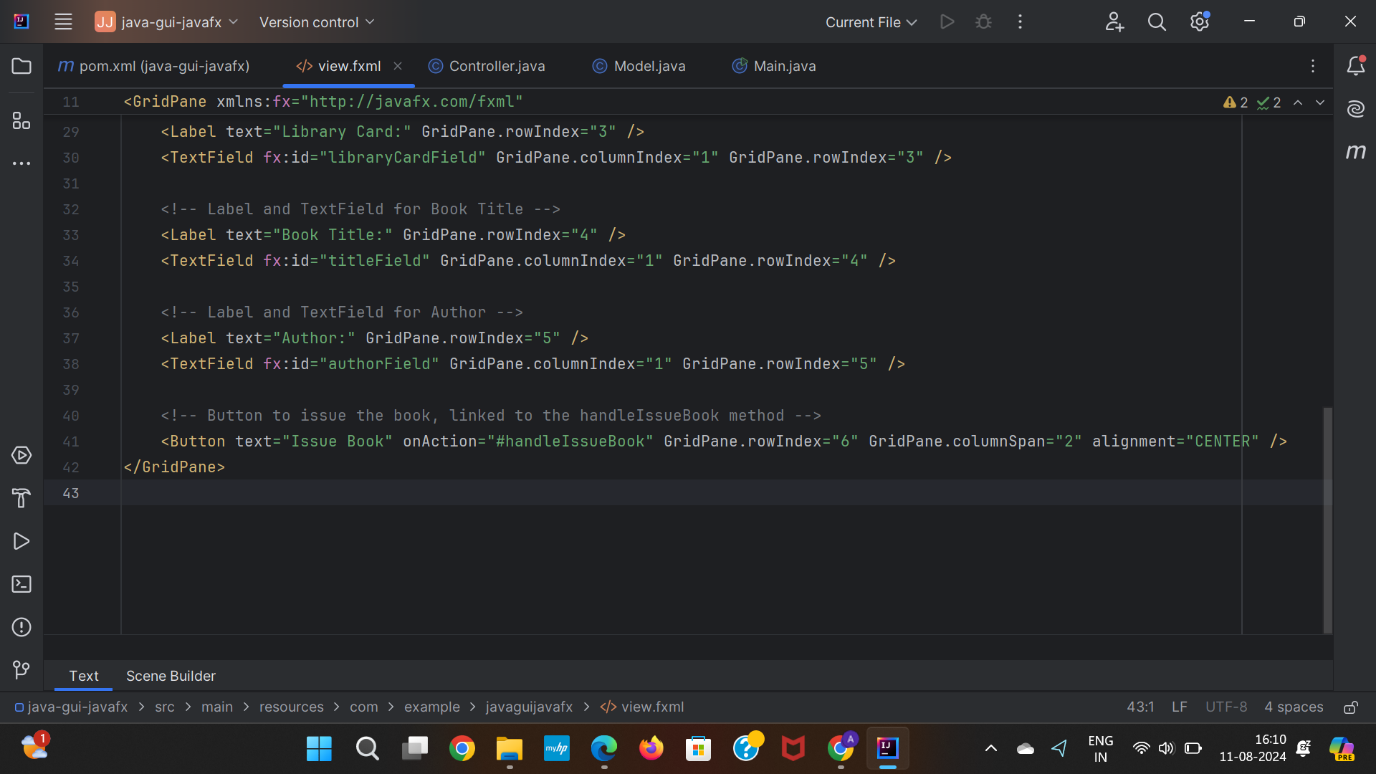 JJ java-gui-javafx Version control Current File
pom.xml (java-gui-javafx) view.fxml Controller.java Model.java Main.java
11 <GridPane xmlns:fx="http://javafx.com/fxml" 2 2
29 <Label text="Library Card:" GridPane.rowIndex="3" />
30 <TextField fx:id="libraryCardField" GridPane.columnIndex="1" GridPane.rowIndex="3" />
31
32 <!-- Label and TextField for Book Title -->
33 <Label text="Book Title:" GridPane.rowIndex="4" />
34 <TextField fx:id="titleField" GridPane.columnIndex="1" GridPane.rowIndex="4" />
35
36 <!-- Label and TextField for Author -->
37 <Label text="Author:" GridPane.rowIndex="5" />
38 <TextField fx:id="authorField" GridPane.columnIndex="1" GridPane.rowIndex="5" />
39
40 <!-- Button to issue the book, linked to the handleIssueBook method -->
41 <Button text="Issue Book" onAction="#handleIssueBook" GridPane.rowIndex="6" GridPane.columnSpan="2" alignment="CENTER" />
42 </GridPane>
43
Text Scene Builder
java-gui-javafx > src > main > resources > com > example > javaguijavafx > view.fxml 43:1 LF UTF-8 4 spaces
1 myhp A ENG 16:10
IN 11-08-2024 PRE